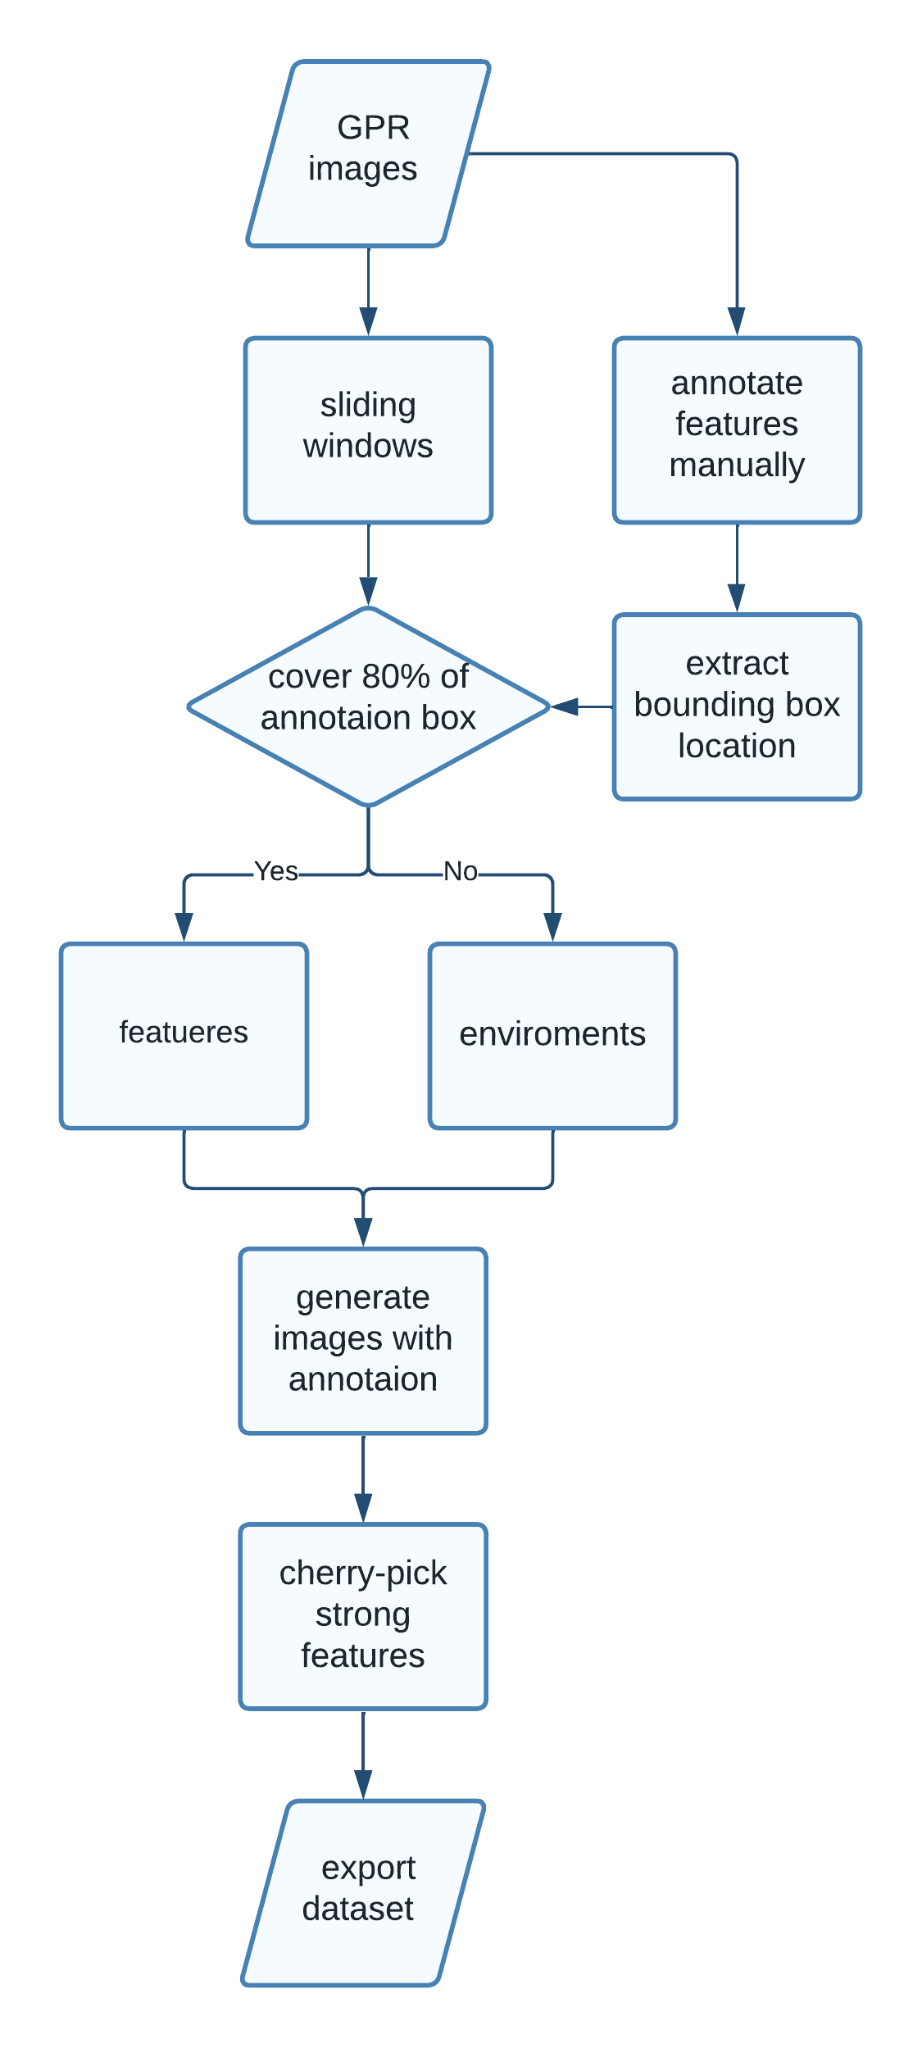 GPR
images
sliding
windows
annotate
features
manually
cover 80% of
annotaion box
extract
bounding box
location
Yes
No
featueres
enviroments
generate
images with
annotaion
cherry-pick
strong
features
export
dataset